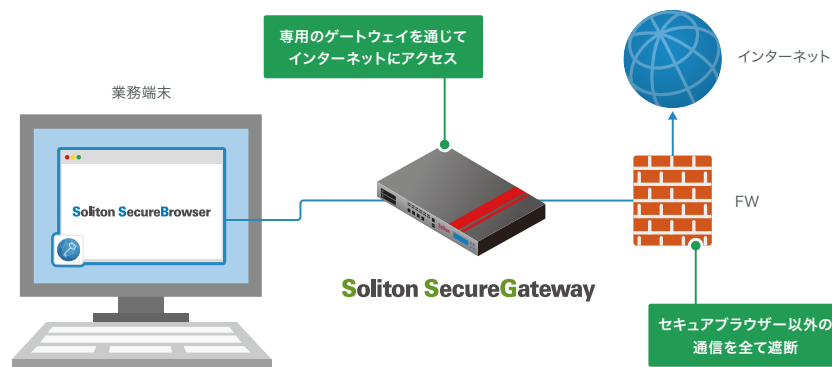 専用のゲートウェイを通じて
インターネットにアクセス
インターネット
業務端末
Soliton SecureBrowser
Soliton
FW
Soliton SecureGateway
セキュアブラウザー以外の
通信を全て遮断